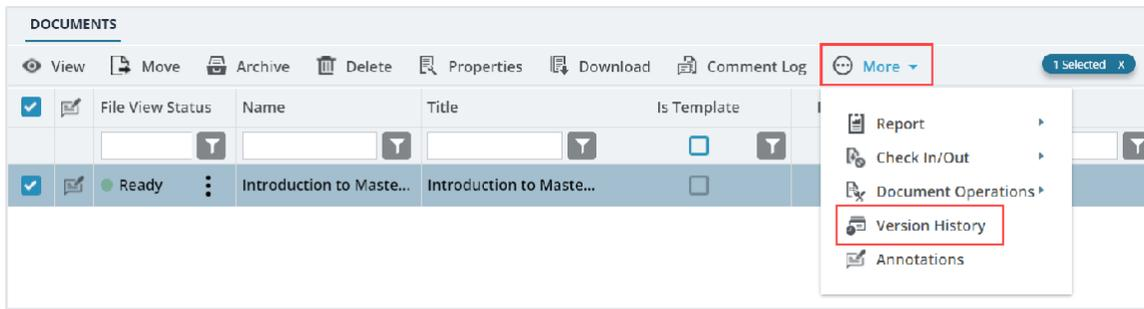 DOCUMENTS
View Move Archive Delete Properties Download Comment Log More 1 Selected X
File View Status Name Title Is Template
Report
Check In/Out
Ready Introduction to Maste... Introduction to Maste... Document Operations
Version History
Annotations